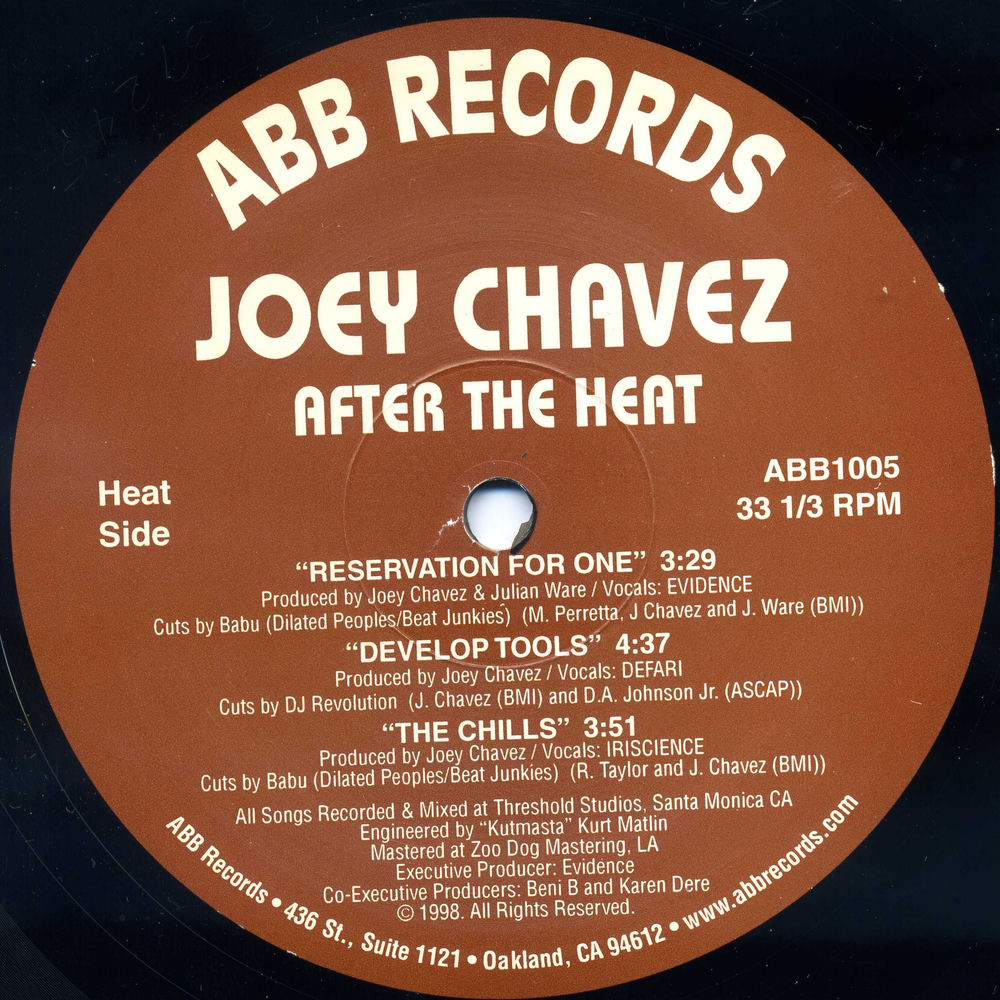 ABB RECORDS
JOEY CHAVEZ
AFTER THE HEAT
Heat
Side
ABB1005
33 1/3 RPM
“RESERVATION FOR ONE” 3:29
Produced by Joey Chavez & Julian Ware / Vocals: EVIDENCE
Cuts by Babu (Dilated Peoples/Beat Junkies) (M. Perretta, J Chavez and J. Ware (BMI))
“DEVELOP TOOLS” 4:37
Produced by Joey Chavez / Vocals: DEFARI
Cuts by DJ Revolution (J. Chavez (BMI) and D.A. Johnson Jr. (ASCAP))
“THE CHILLS” 3:51
Produced by Joey Chavez / Vocals: IRISCIENCE
Cuts by Babu (Dilated Peoples/Beat Junkies) (R. Taylor and J. Chavez (BMI))
All Songs Recorded & Mixed at Threshold Studios, Santa Monica CA
Engineered by “Kutmasta” Kurt Matlin
Mastered at Zoo Dog Mastering, LA
Executive Producer: Evidence
Co-Executive Producers: Beni B and Karen Dere
© 1998. All Rights Reserved.
ABB Records • 436 St., Suite 1121 • Oakland, CA 94612 • www.abbrecords.com